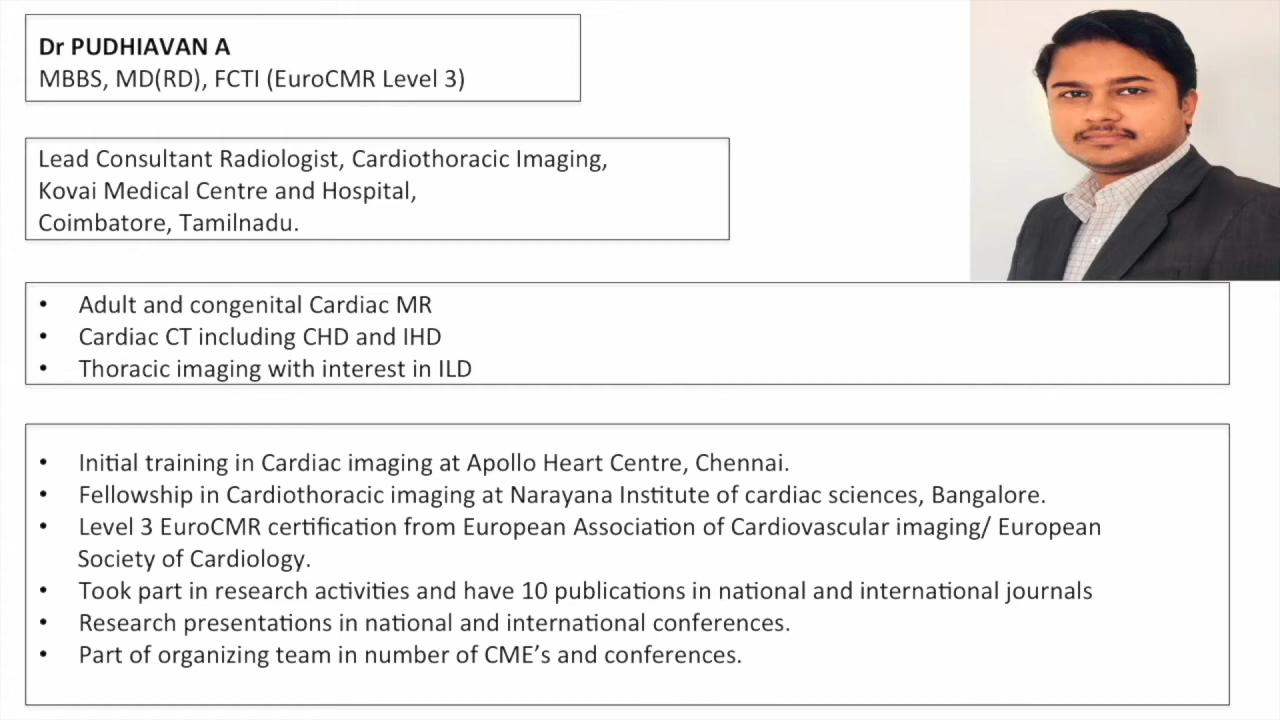 Dr PUDHIAVAN A
MBBS, MD(RD), FCTI (EuroCMR Level 3)
Lead Consultant Radiologist, Cardiothoracic Imaging,
Kovai Medical Centre and Hospital,
Coimbatore, Tamilnadu.
• Adult and congenital Cardiac MR
• Cardiac CT including CHD and IHD
• Thoracic imaging with interest in ILD
• Initial training in Cardiac imaging at Apollo Heart Centre, Chennai.
• Fellowship in Cardiothoracic imaging at Narayana Institute of cardiac sciences, Bangalore.
• Level 3 EuroCMR certification from European Association of Cardiovascular imaging/ European
Society of Cardiology.
• Took part in research activities and have 10 publications in national and international journals
• Research presentations in national and international conferences.
• Part of organizing team in number of CME’s and conferences.